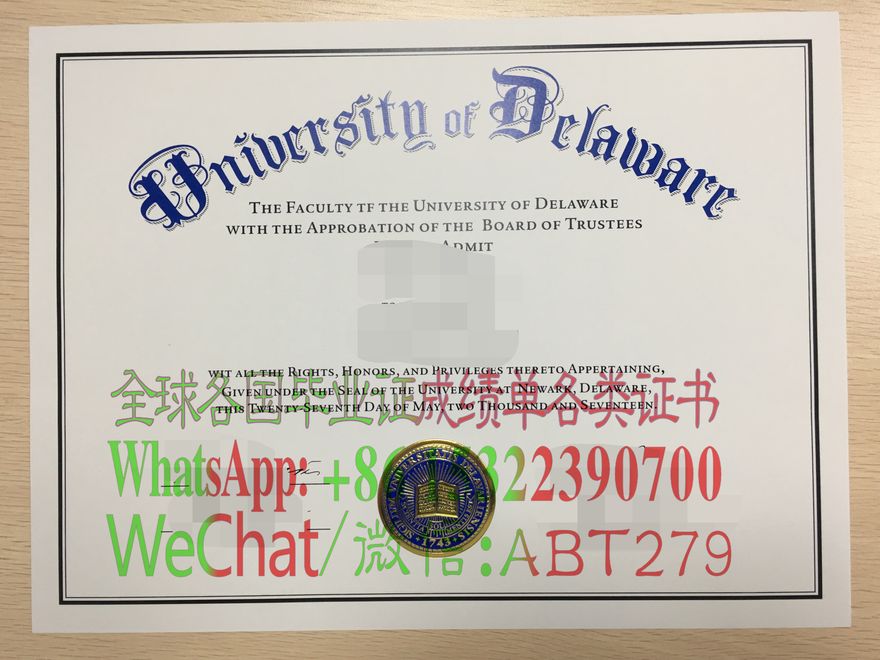 University of Delaware
The Faculty tf the University of Delaware
with the Approbation of the Board of Trustees
Admit
wit all the Rights, Honors, and Privileges thereto Appertaining,
Given under the Seal of the University at Newark, Delaware,
this Twenty-Seventh Day of May, two Thousand and Seventeen.
全球各国毕业证成绩单各类证书
WhatsApp: +86 322390700
WeChat/微信:ABT279
1743